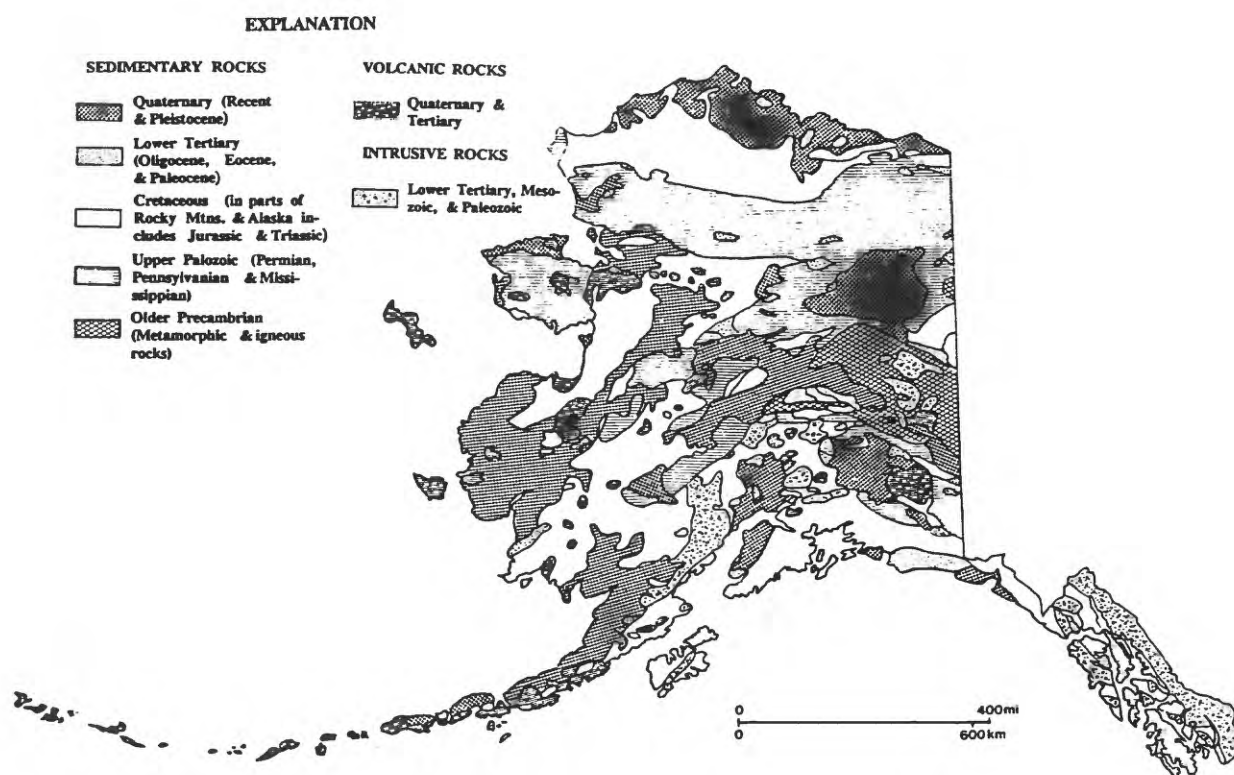 EXPLANATION
SEDIMENTARY ROCKS
Quaternary (Recent
& Pleistocene)
Lower Tertiary
(Oligocene, Eocene,
& Paleocene)
Cretaceous (In parts of
Rocky Mtns. & Alaska in-
cludes Jurassic & Triassic)
Upper Palozoic (Permian,
Pennsylvanian & Missi-
ssippian)
Older Precambrian
(Metamorphic & igneous
rocks)
VOLCANIC ROCKS
Quaternary &
Tertiary
INTRUSIVE ROCKS
Lower Tertiary, Meso-
zoic, & Paleozoic
0 400mi
0 600km